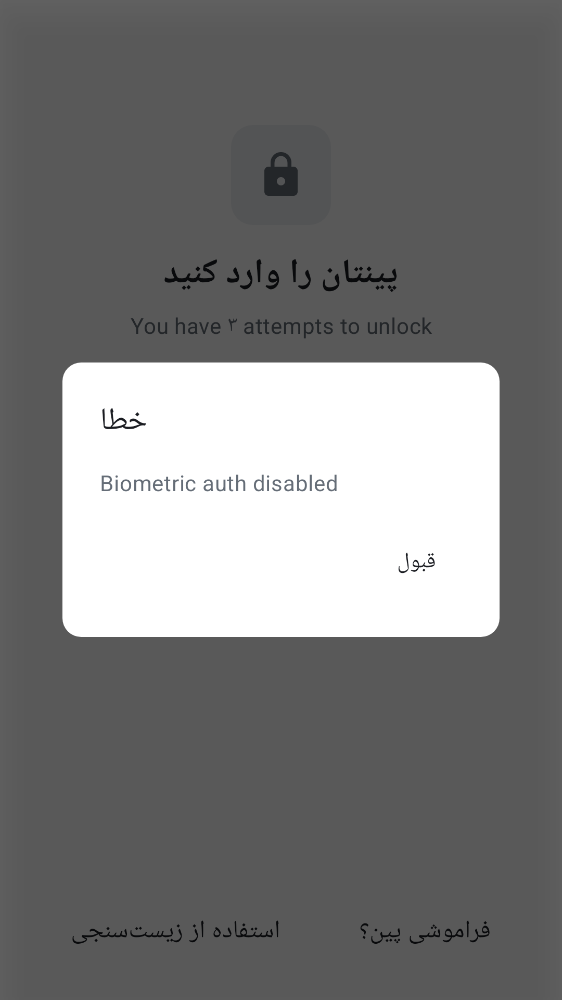 پینتان را وارد کنید
You have ۳ attempts to unlock
خطا
Biometric auth disabled
قبول
فراموشی پین؟
استفاده از زیست‌سنجی